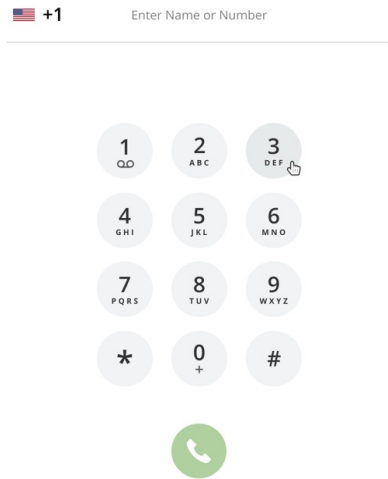 +1 Enter Name or Number
1 2 3
ABC DEF
4 5 6
GHI JKL MNO
7 8 9
PQRS TUV WXYZ
* 0 #
+